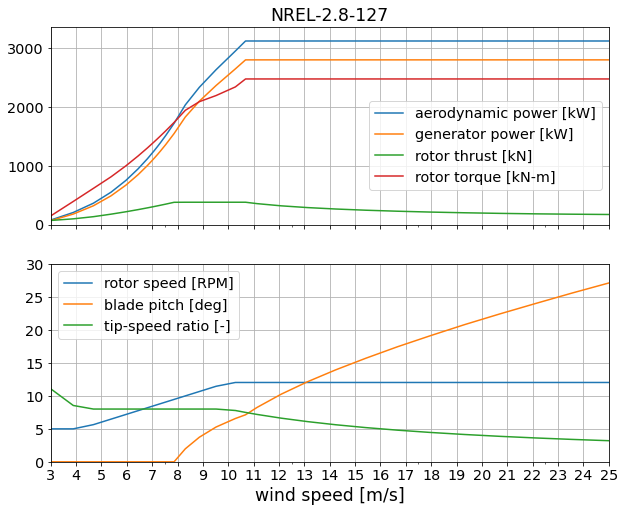 NREL-2.8-127
3000
2000
1000
0
aerodynamic power [kW]
generator power [kW]
rotor thrust [kN]
rotor torque [kN-m]
30
25
20
15
10
5
0
rotor speed [RPM]
blade pitch [deg]
tip-speed ratio [-]
3 4 5 6 7 8 9 10 11 12 13 14 15 16 17 18 19 20 21 22 23 24 25
wind speed [m/s]